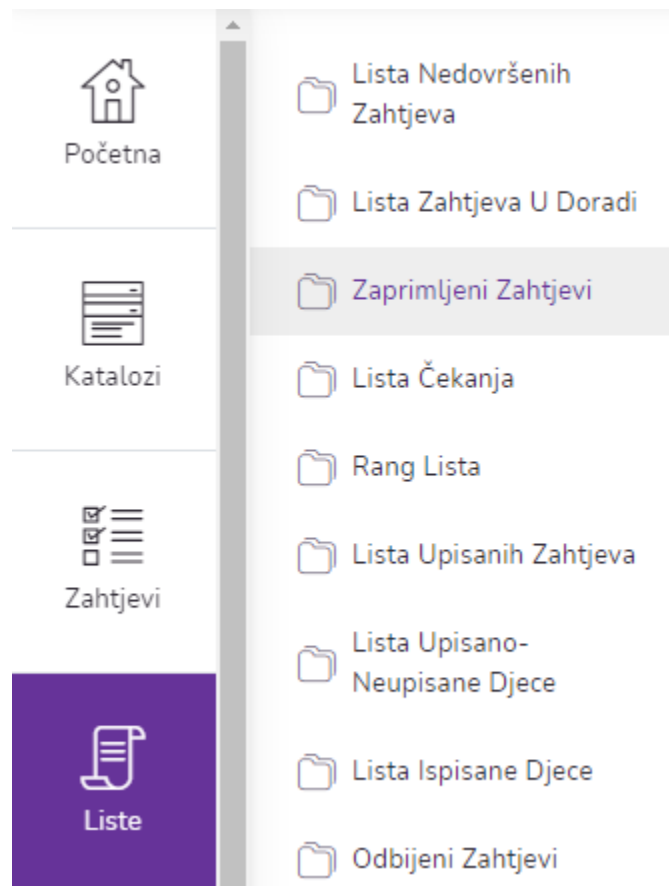 Početna
Katalozi
Zahtjevi
Liste
Lista Nedovršenih
Zahtjeva
Lista Zahtjeva U Doradi
Zaprimljeni Zahtjevi
Lista Čekanja
Rang Lista
Lista Upisanih Zahtjeva
Lista Upisano-
Neupisane Djece
Lista Ispisane Djece
Odbijeni Zahtjevi